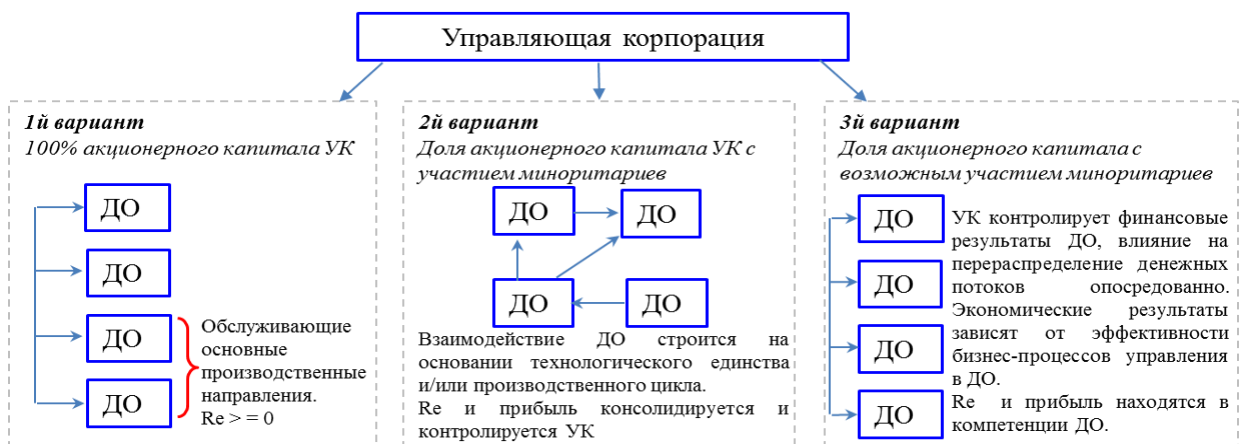 Управляющая корпорация
1й вариант
100% акционерного капитала УК
ДО
ДО
ДО
ДО
Обслуживающие
основные
производственные
направления.
Re > = 0
2й вариант
Доля акционерного капитала УК с
участием миноритариев
ДО
ДО
ДО
ДО
Взаимодействие ДО строится на
основании технологического единства
и/или производственного цикла.
Re и прибыль консолидируется и
контролируется УК
3й вариант
Доля акционерного капитала с
возможным участием миноритариев
ДО
ДО
ДО
ДО
УК контролирует финансовые
результаты ДО, влияние на
перераспределение денежных
потоков опосредованно.
Экономические результаты
зависят от эффективности
бизнес-процессов управления
в ДО.
Re и прибыль находятся в
компетенции ДО.